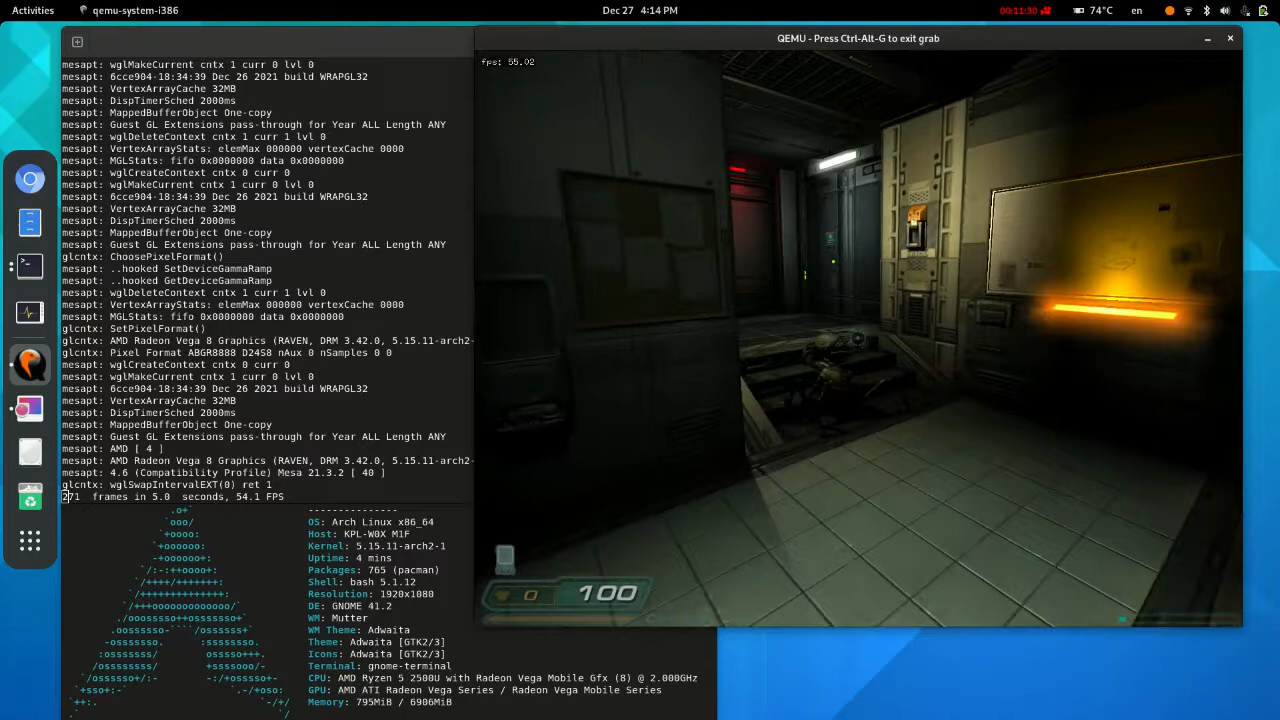 Activities
qemu-system-i386
Dec 27 4:14 PM
00:11:30
74°C
en
QEMU - Press Ctrl-Alt-G to exit grab
fps: 55.02
mesapt: wglMakeCurrent cntx 1 curr 0 lvl 0
mesapt: 6cce904-18:34:39 Dec 26 2021 build WRAPGL32
mesapt: VertexArrayCache 32MB
mesapt: DispTimerSched 2000ms
mesapt: MappedBufferObject One-copy
mesapt: Guest GL Extensions pass-through for Year ALL Length ANY
mesapt: wglDeleteContext cntx 1 curr 1 lvl 0
mesapt: VertexArrayStats: elemMax 000000 vertexCache 0000
mesapt: MGLStats: fifo 0x0000000 data 0x0000000
mesapt: wglCreateContext cntx 0 curr 0
mesapt: wglMakeCurrent cntx 1 curr 0 lvl 0
mesapt: 6cce904-18:34:39 Dec 26 2021 build WRAPGL32
mesapt: VertexArrayCache 32MB
mesapt: DispTimerSched 2000ms
mesapt: MappedBufferObject One-copy
mesapt: Guest GL Extensions pass-through for Year ALL Length ANY
glcntx: ChoosePixelFormat()
mesapt: ..hooked SetDeviceGammaRamp
mesapt: ..hooked GetDeviceGammaRamp
mesapt: wglDeleteContext cntx 1 curr 1 lvl 0
mesapt: VertexArrayStats: elemMax 000000 vertexCache 0000
mesapt: MGLStats: fifo 0x0000000 data 0x0000000
glcntx: SetPixelFormat()
glcntx: AMD Radeon Vega 8 Graphics (RAVEN, DRM 3.42.0, 5.15.11-arch2-
glcntx: Pixel Format ABGR8888 D24S8 nAux 0 nSamples 0 0
mesapt: wglCreateContext cntx 0 curr 0
mesapt: wglMakeCurrent cntx 1 curr 0 lvl 0
mesapt: 6cce904-18:34:39 Dec 26 2021 build WRAPGL32
mesapt: VertexArrayCache 32MB
mesapt: DispTimerSched 2000ms
mesapt: MappedBufferObject One-copy
mesapt: Guest GL Extensions pass-through for Year ALL Length ANY
mesapt: AMD [ 4 ]
mesapt: AMD Radeon Vega 8 Graphics (RAVEN, DRM 3.42.0, 5.15.11-arch2-
mesapt: 4.6 (Compatibility Profile) Mesa 21.3.2 [ 40 ]
glcntx: wglSwapIntervalEXT(0) ret 1
271 frames in 5.0 seconds, 54.1 FPS
0
100
---------------
OS: Arch Linux x86_64
Host: KPL-W0X M1F
Kernel: 5.15.11-arch2-1
Uptime: 4 mins
Packages: 765 (pacman)
Shell: bash 5.1.12
Resolution: 1920x1080
DE: GNOME 41.2
WM: Mutter
WM Theme: Adwaita
Theme: Adwaita [GTK2/3]
Icons: Adwaita [GTK2/3]
Terminal: gnome-terminal
CPU: AMD Ryzen 5 2500U with Radeon Vega Mobile Gfx (8) @ 2.000GHz
GPU: AMD ATI Radeon Vega Series / Radeon Vega Mobile Series
Memory: 795MiB / 6906MiB